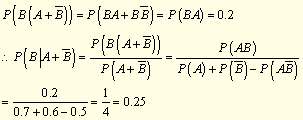 P(B(A+B̅)) = P(BA+BB̅) = P(BA) = 0.2
∴ P(B|A+B̅) = P(B(A+B̅)) / P(A+B̅) = P(AB) / (P(A)+P(B̅)−P(AB̅))
= 0.2 / (0.7+0.6−0.5) = 1/4 = 0.25